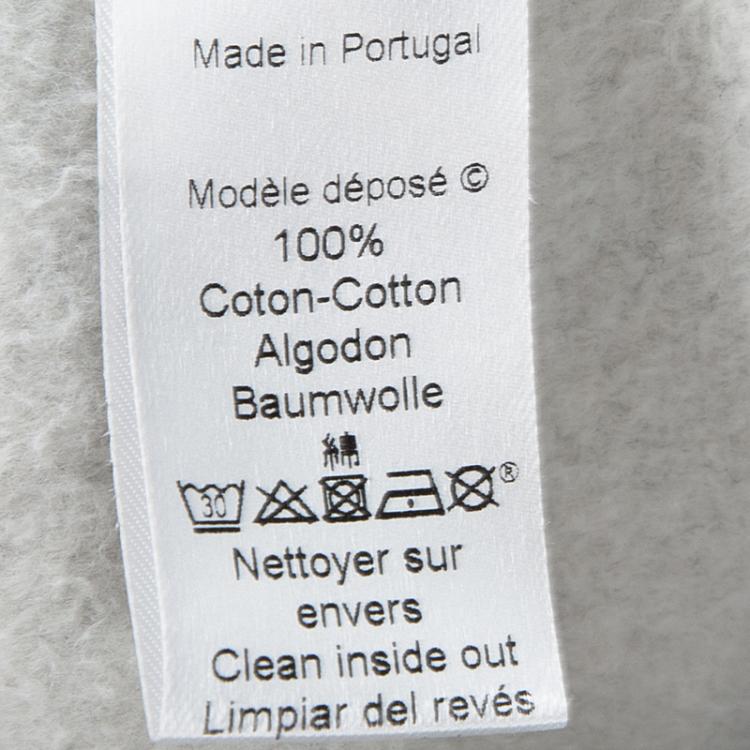 Made in Portugal
Modèle déposé ©
100%
Coton-Cotton
Algodon
Baumwolle
綿
30 ®
Nettoyer sur
envers
Clean inside out
Limpiar del revés